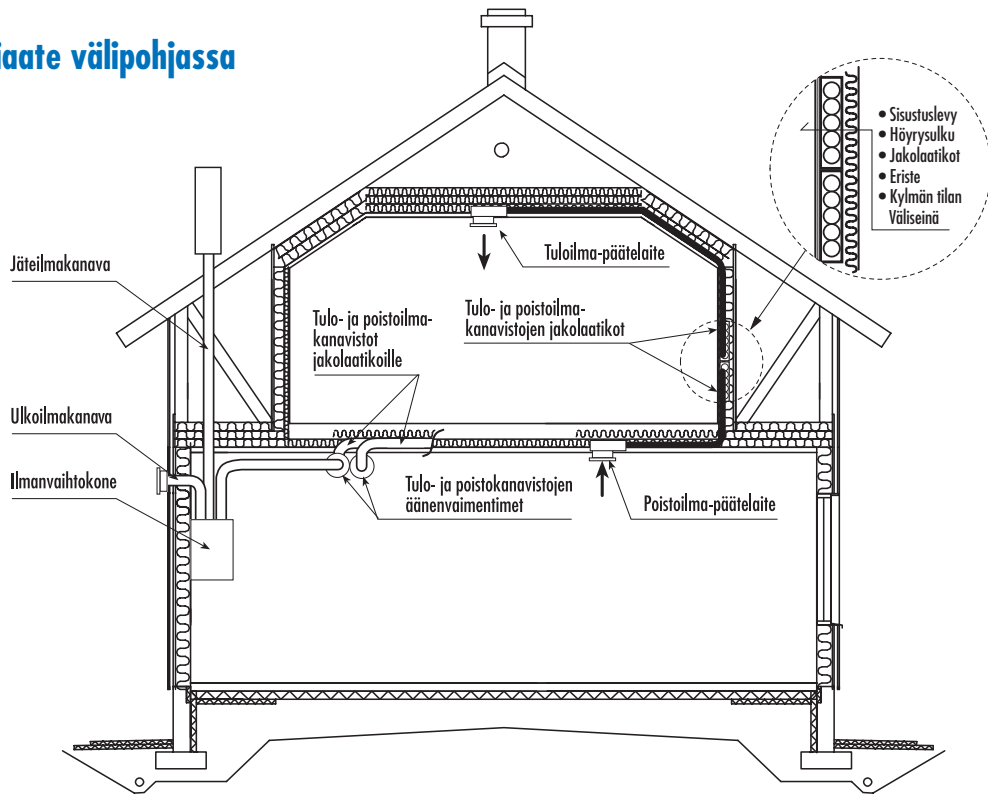 välipohjassa
• Sisustuslevy
• Höyrysulku
• Jakolaatikot
• Eriste
• Kylmän tilan
Väliseinä
Jäteilmakanava
Tuloilma-päätelaite
Tulo- ja poistoilma-
kanavistot
jakolaatikoille
Tulo- ja poistoilma-
kanavistojen jakolaatikot
Ulkoilmakanava
Ilmanvaihtokone
Tulo- ja poistokanavistojen
äänenvaimentimet
Poistoilma-päätelaite